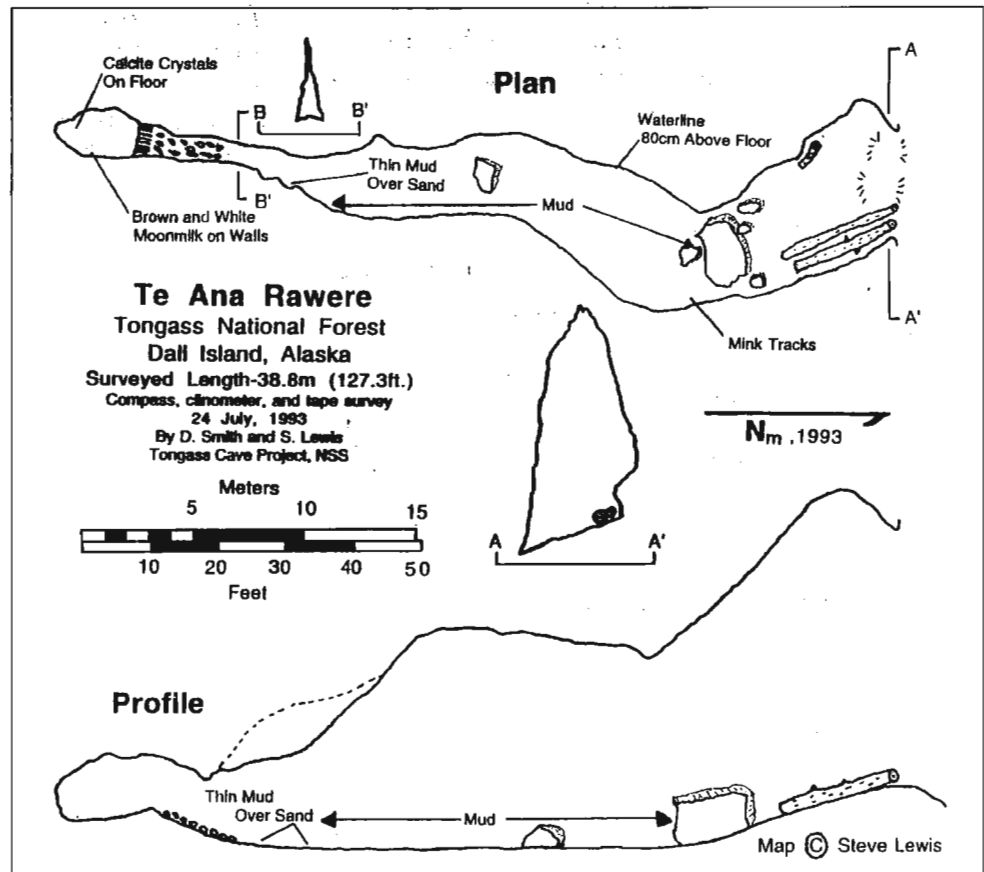 Plan
A
Calcite Crystals
On Floor
B
B'
Waterline
80cm Above Floor
Thin Mud
Over Sand
B'
Mud
Brown and White
Moonmilk on Walls
A'
Mink Tracks
Te Ana Rawere
Tongass National Forest
Dall Island, Alaska
Surveyed Length-38.8m (127.3ft.)
Compass, clinometer, and tape survey
24 July, 1993
By D. Smith and S. Lewis
Tongass Cave Project, NSS
Nm ,1993
Meters
5 10 15
10 20 30 40 50
Feet
A
A'
Profile
Thin Mud
Over Sand
Mud
Map © Steve Lewis